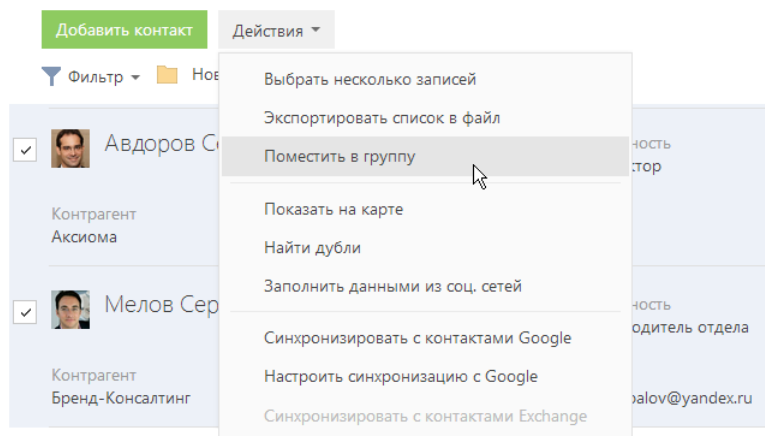 Добавить контакт Действия
Фильтр Нов
Выбрать несколько записей
Экспортировать список в файл
Поместить в группу
Показать на карте
Найти дубли
Заполнить данными из соц. сетей
Синхронизировать с контактами Google
Настроить синхронизацию с Google
Синхронизировать с контактами Exchange
Авдоров Се
ность
ктор
Контрагент
Аксиома
Мелов Сер
ность
одитель отдела
Контрагент
Бренд-Консалтинг
palov@yandex.ru